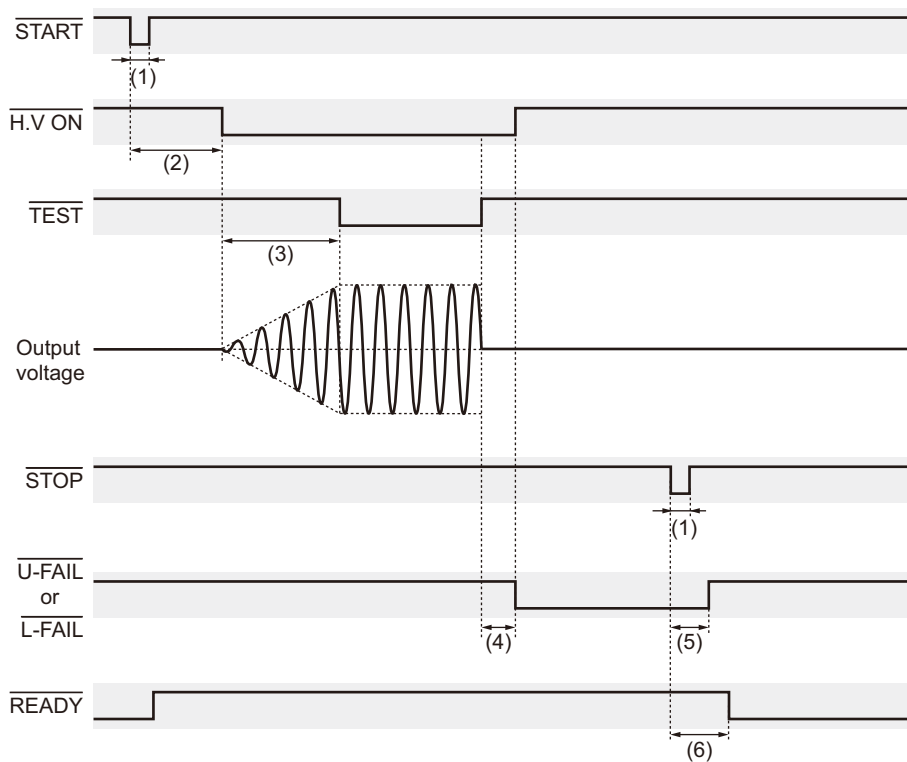 START
(1)
H.V ON
(2)
TEST
(3)
Output
voltage
STOP
(1)
U-FAIL
or
L-FAIL
(4)
(5)
READY
(6)